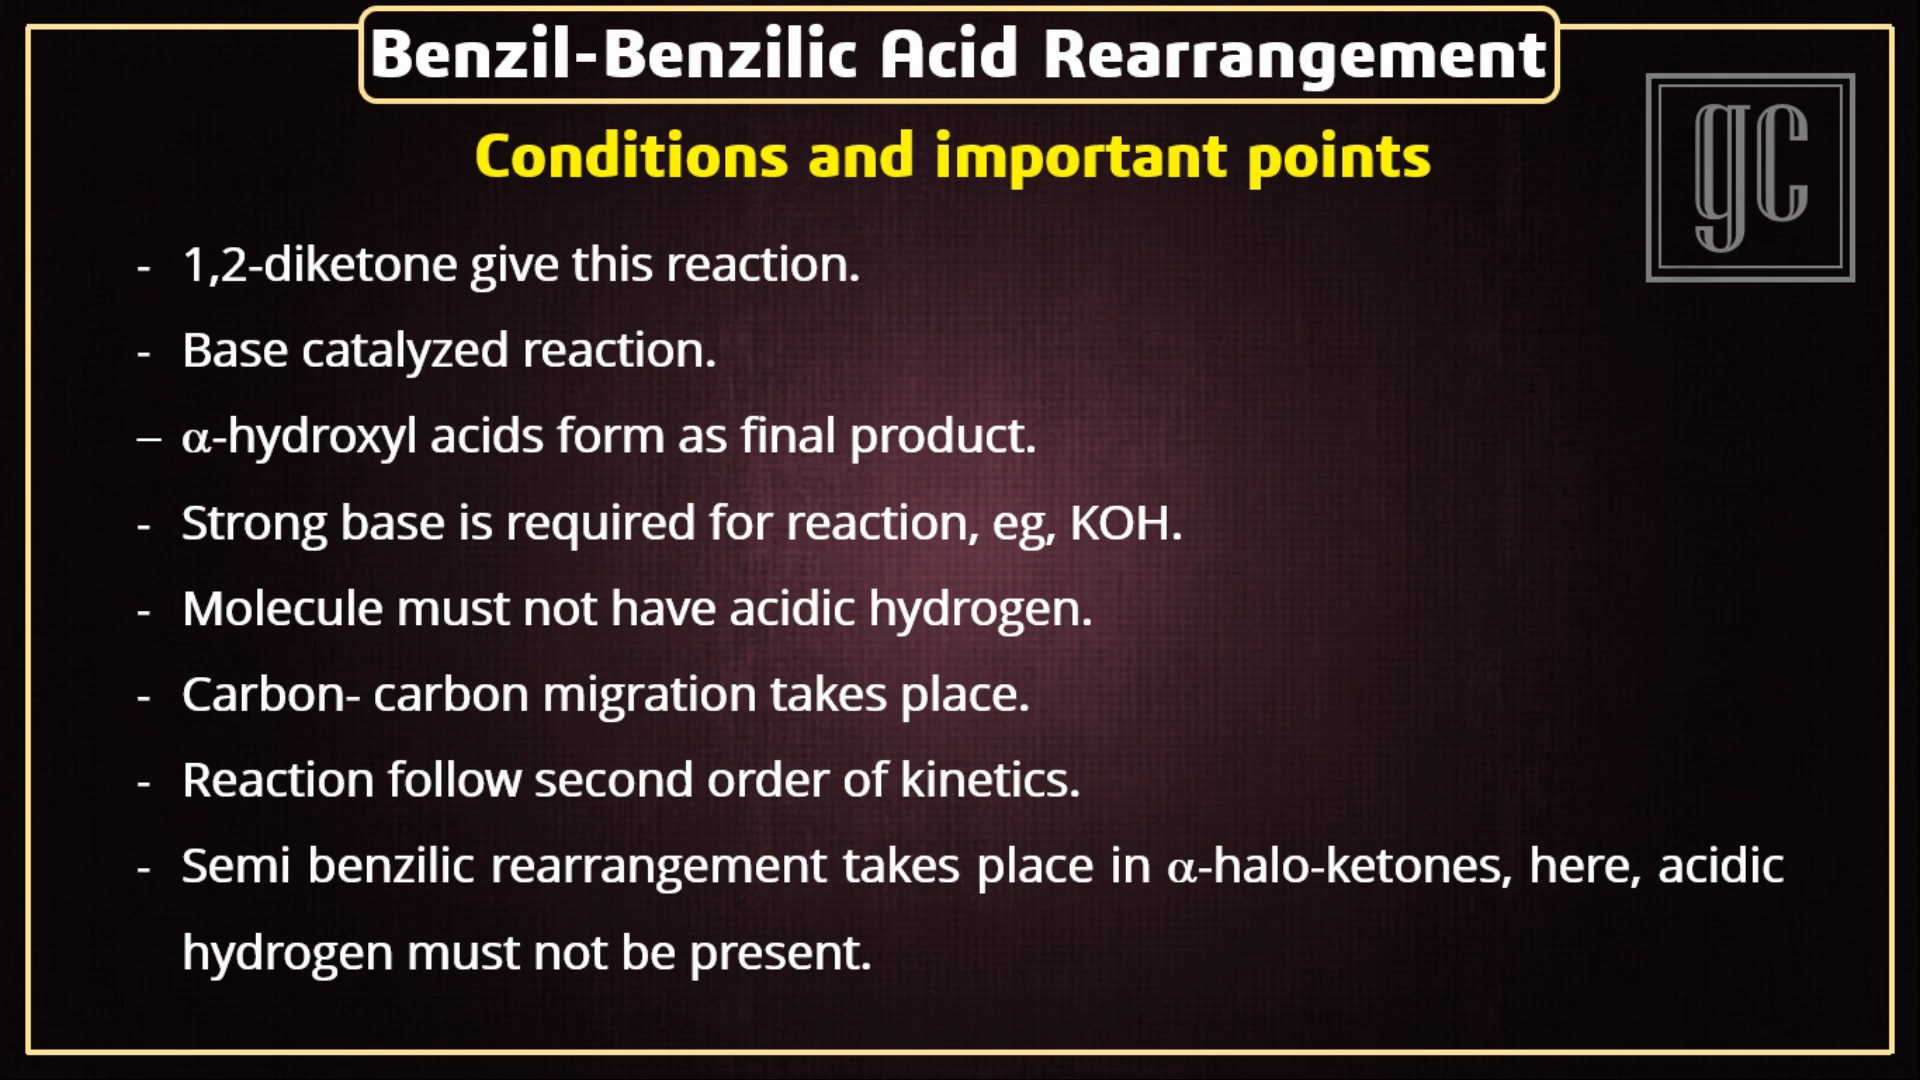 Benzil-Benzilic Acid Rearrangement
Conditions and important points
gc
- 1,2-diketone give this reaction.
- Base catalyzed reaction.
– α-hydroxyl acids form as final product.
- Strong base is required for reaction, eg, KOH.
- Molecule must not have acidic hydrogen.
- Carbon- carbon migration takes place.
- Reaction follow second order of kinetics.
- Semi benzilic rearrangement takes place in α-halo-ketones, here, acidic
hydrogen must not be present.